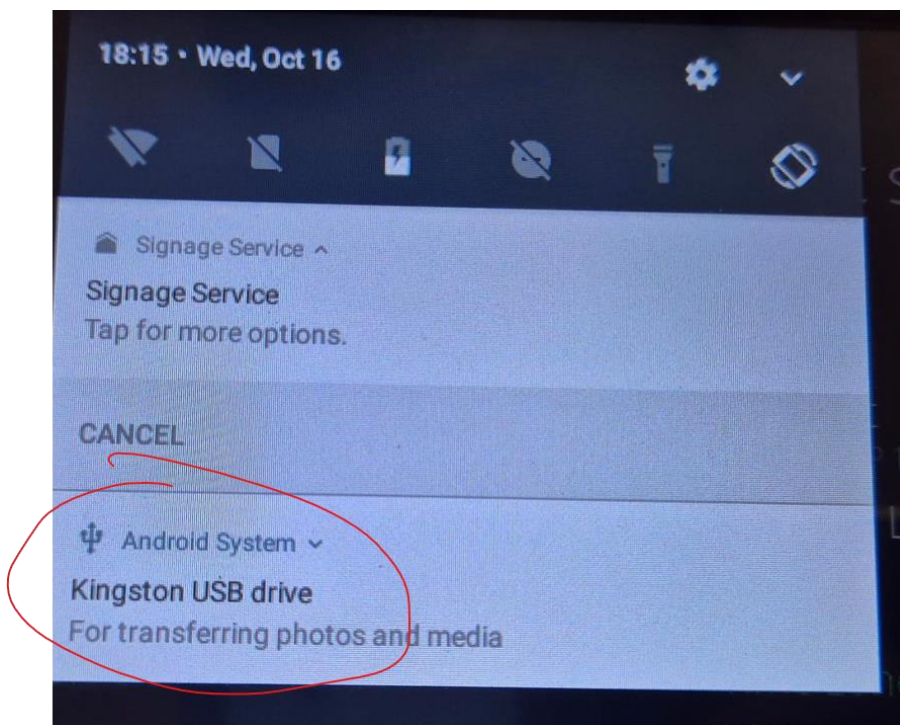 18:15 • Wed, Oct 16
Signage Service
Signage Service
Tap for more options.
CANCEL
Android System
Kingston USB drive
For transferring photos and media